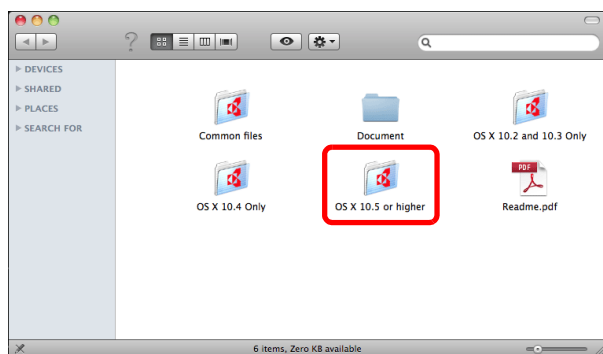 ?
DEVICES
SHARED
PLACES
SEARCH FOR
Common files
Document
OS X 10.2 and 10.3 Only
OS X 10.4 Only
OS X 10.5 or higher
PDF
Readme.pdf
6 items, Zero KB available